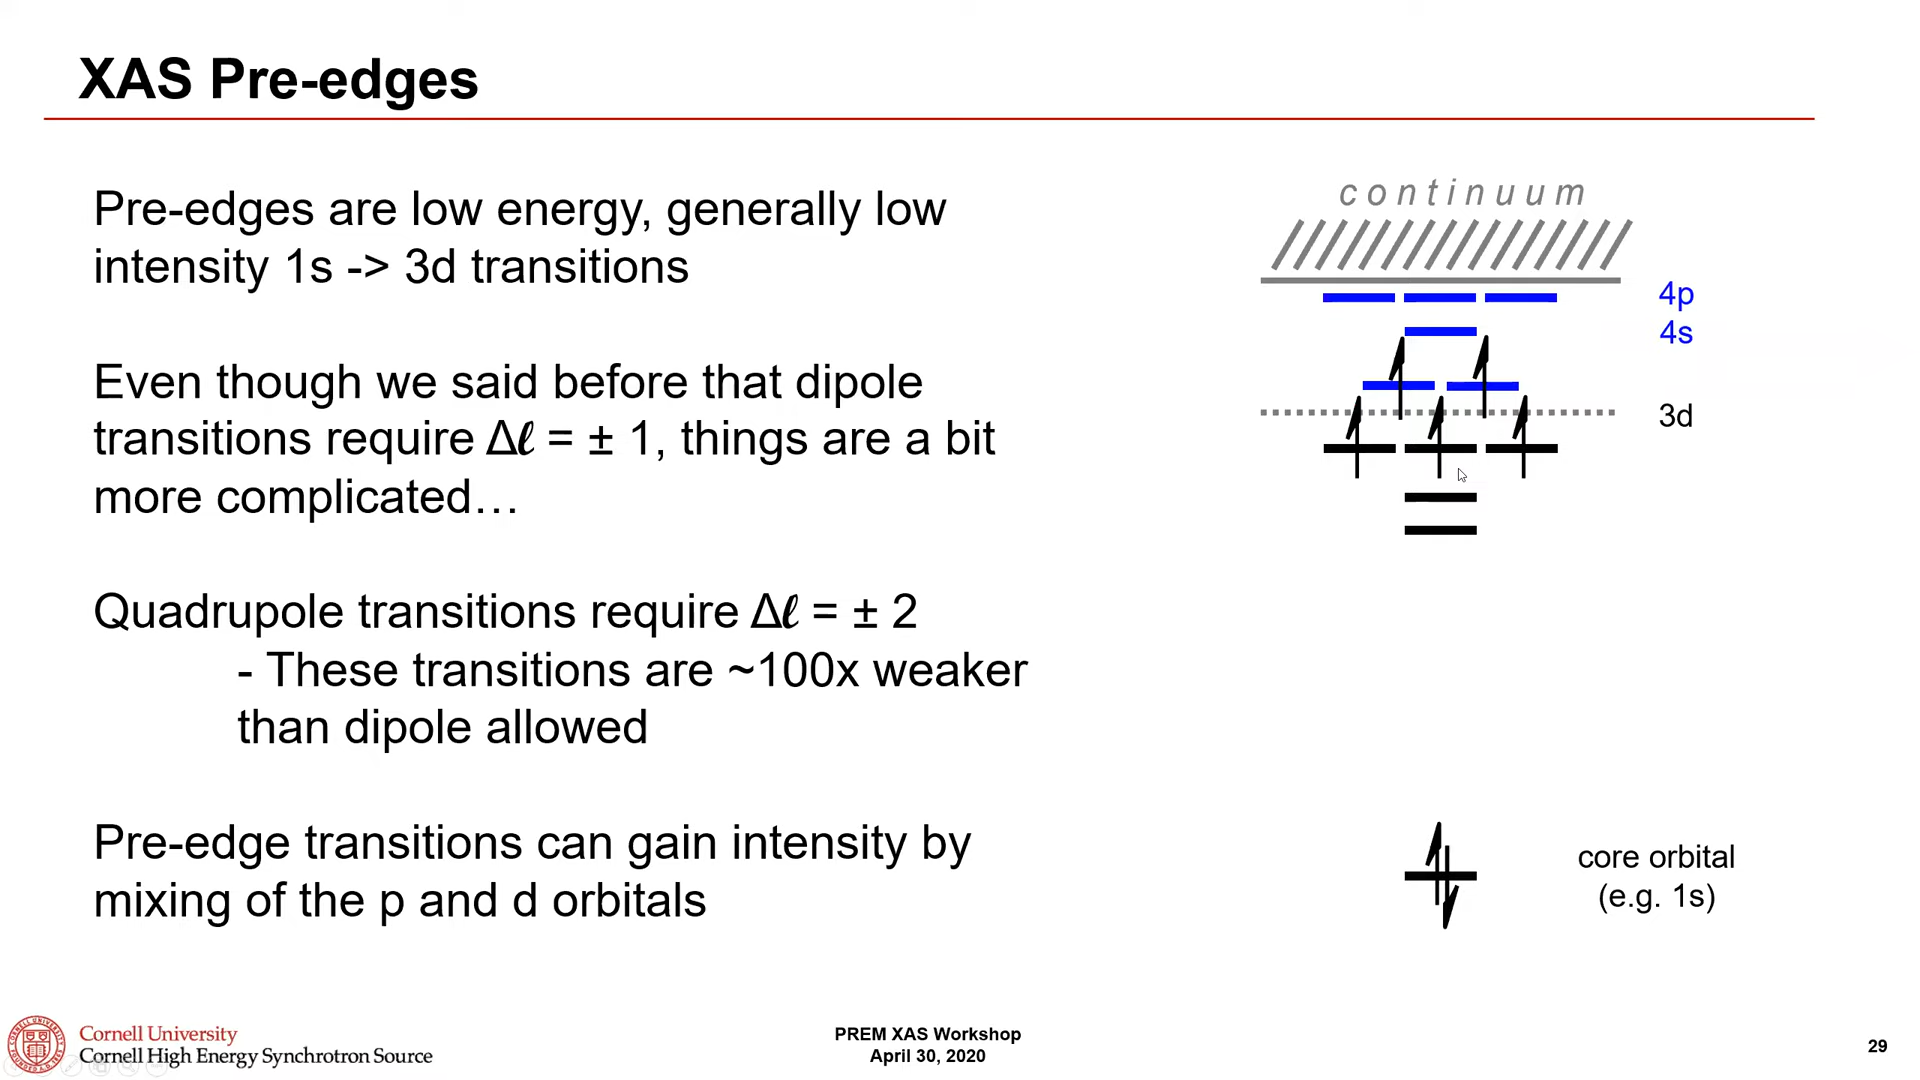 XAS Pre-edges
Pre-edges are low energy, generally low
intensity 1s -> 3d transitions
Even though we said before that dipole
transitions require Δℓ = ± 1, things are a bit
more complicated…
Quadrupole transitions require Δℓ = ± 2
- These transitions are ~100x weaker
than dipole allowed
Pre-edge transitions can gain intensity by
mixing of the p and d orbitals
continuum
4p
4s
3d
core orbital
(e.g. 1s)
Cornell University
Cornell High Energy Synchrotron Source
PREM XAS Workshop
April 30, 2020
29